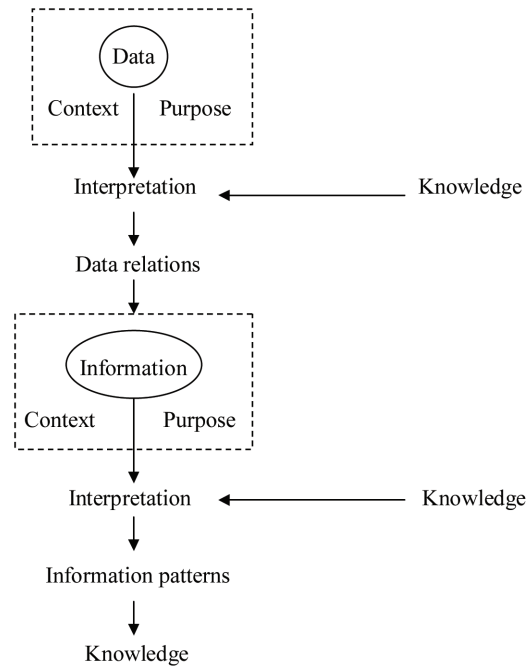 Data
Context Purpose
Interpretation Knowledge
Data relations
Information
Context Purpose
Interpretation Knowledge
Information patterns
Knowledge